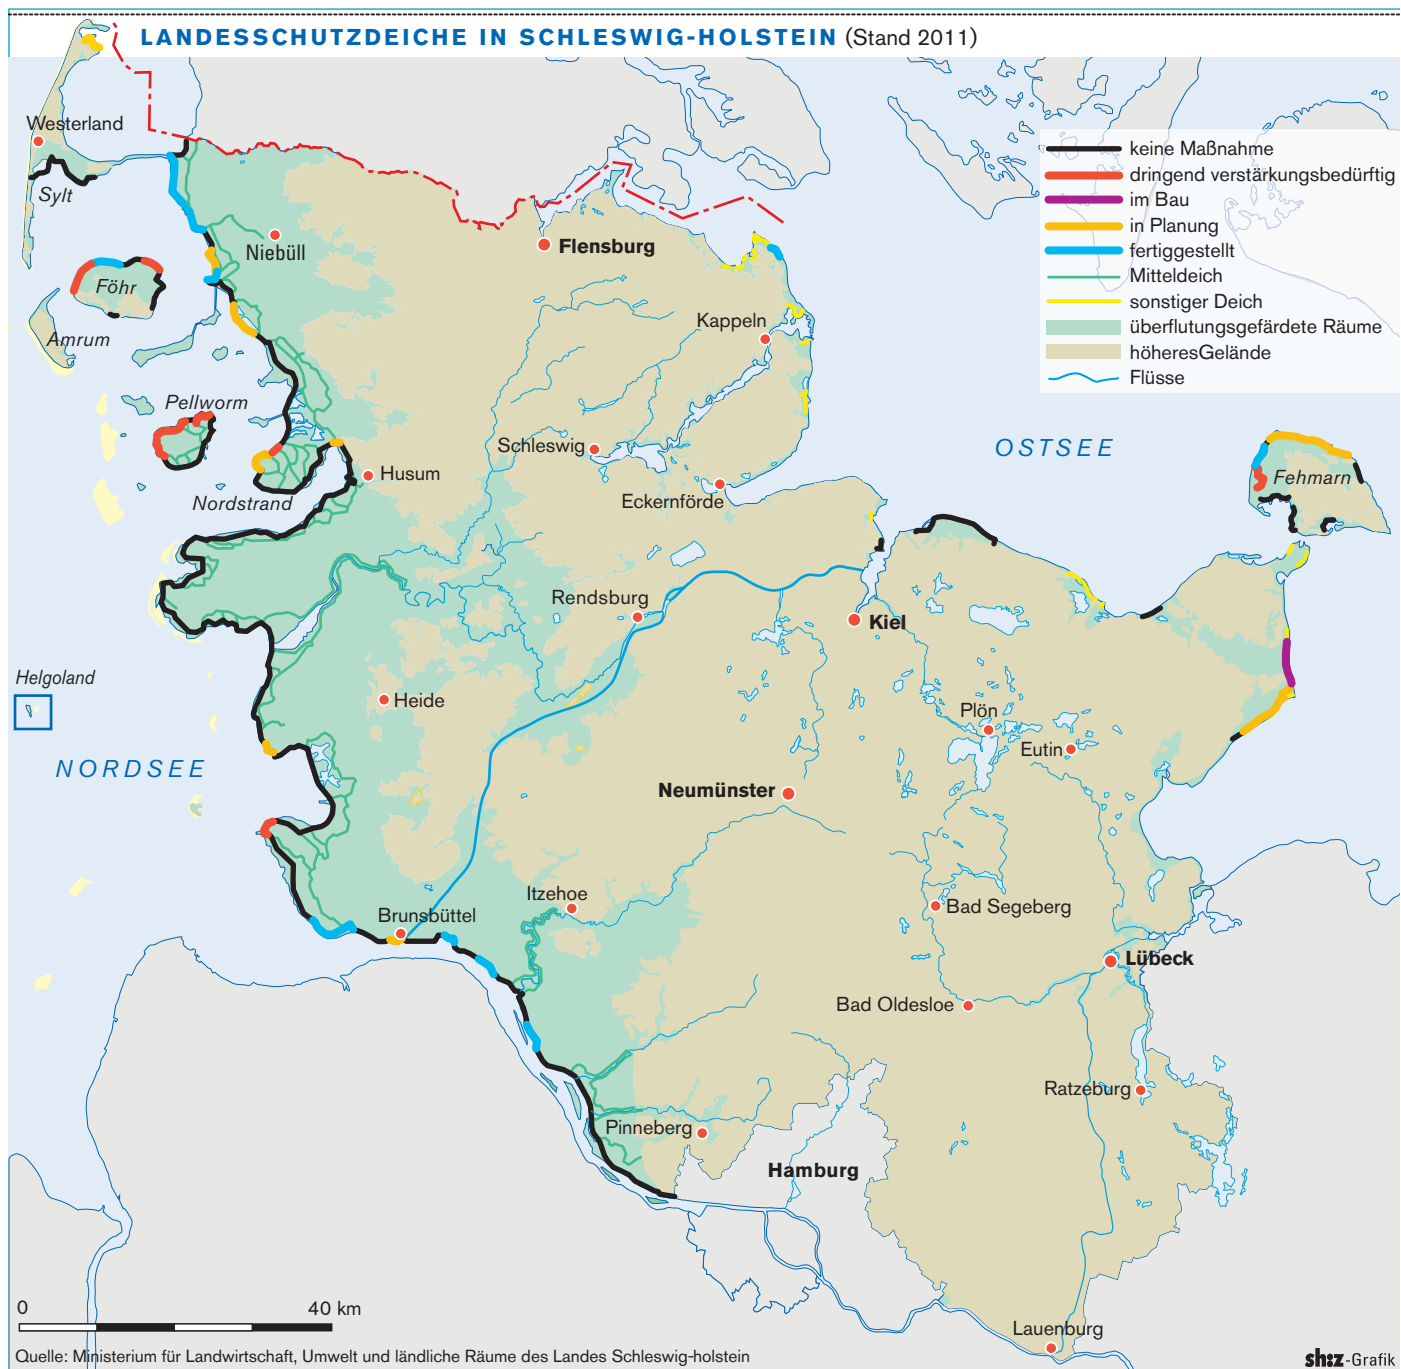 LANDESSCHUTZDEICHE IN SCHLESWIG-HOLSTEIN (Stand 2011)
keine Maßnahme
dringend verstärkungsbedürftig
im Bau
in Planung
fertiggestellt
Mitteldeich
sonstiger Deich
überflutungsgefärdete Räume
höheresGelände
Flüsse
Westerland
Sylt
Niebüll
Flensburg
Föhr
Amrum
Kappeln
Pellworm
Schleswig
OSTSEE
Husum
Fehmarn
Nordstrand
Eckernförde
Rendsburg
Kiel
Helgoland
Heide
Plön
Eutin
NORDSEE
Neumünster
Itzehoe
Bad Segeberg
Brunsbüttel
Lübeck
Bad Oldesloe
Ratzeburg
Pinneberg
Hamburg
0 40 km
Lauenburg
Quelle: Ministerium für Landwirtschaft, Umwelt und ländliche Räume des Landes Schleswig-holstein
sh:z-Grafik